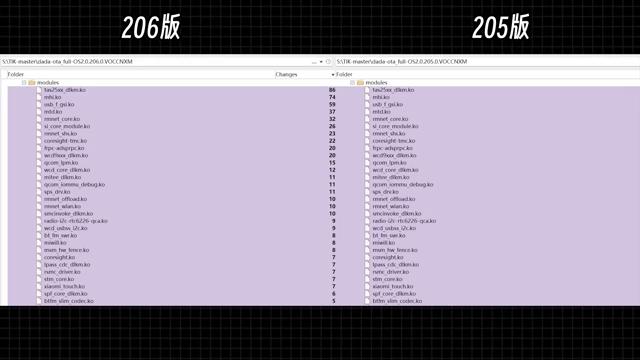 206版 205版
S:\TIK-master\dada-ota_full-OS2.0.206.0.VOCCNXM S:\TIK-master\dada-ota_full-OS2.0.205.0.VOCCNXM
Folder Changes Folder
modules modules
tas25xx_dlkm.ko 86 tas25xx_dlkm.ko
mhi.ko 74 mhi.ko
usb_f_gsi.ko 59 usb_f_gsi.ko
mtd.ko 37 mtd.ko
rmnet_core.ko 32 rmnet_core.ko
si_core_module.ko 26 si_core_module.ko
rmnet_shs.ko 23 rmnet_shs.ko
coresight-tmc.ko 22 coresight-tmc.ko
frpc-adsprpc.ko 20 frpc-adsprpc.ko
wcd9xxx_dlkm.ko 20 wcd9xxx_dlkm.ko
qcom_lpm.ko 15 qcom_lpm.ko
wcd_core_dlkm.ko 12 wcd_core_dlkm.ko
mitee_dlkm.ko 11 mitee_dlkm.ko
qcom_iommu_debug.ko 11 qcom_iommu_debug.ko
sps_drv.ko 11 sps_drv.ko
rmnet_offload.ko 10 rmnet_offload.ko
rmnet_wlan.ko 10 rmnet_wlan.ko
smcinvoke_dlkm.ko 10 smcinvoke_dlkm.ko
radio-i2c-rtc6226-qca.ko 9 radio-i2c-rtc6226-qca.ko
wcd_usbss_i2c.ko 9 wcd_usbss_i2c.ko
bt_fm_swr.ko 8 bt_fm_swr.ko
miwill.ko 8 miwill.ko
msm_hw_fence.ko 8 msm_hw_fence.ko
coresight.ko 7 coresight.ko
lpass_cdc_dlkm.ko 7 lpass_cdc_dlkm.ko
rvmc_driver.ko 7 rvmc_driver.ko
stm_core.ko 7 stm_core.ko
xiaomi_touch.ko 7 xiaomi_touch.ko
spf_core_dlkm.ko 6 spf_core_dlkm.ko
btfm_slim_codec.ko 5 btfm_slim_codec.ko